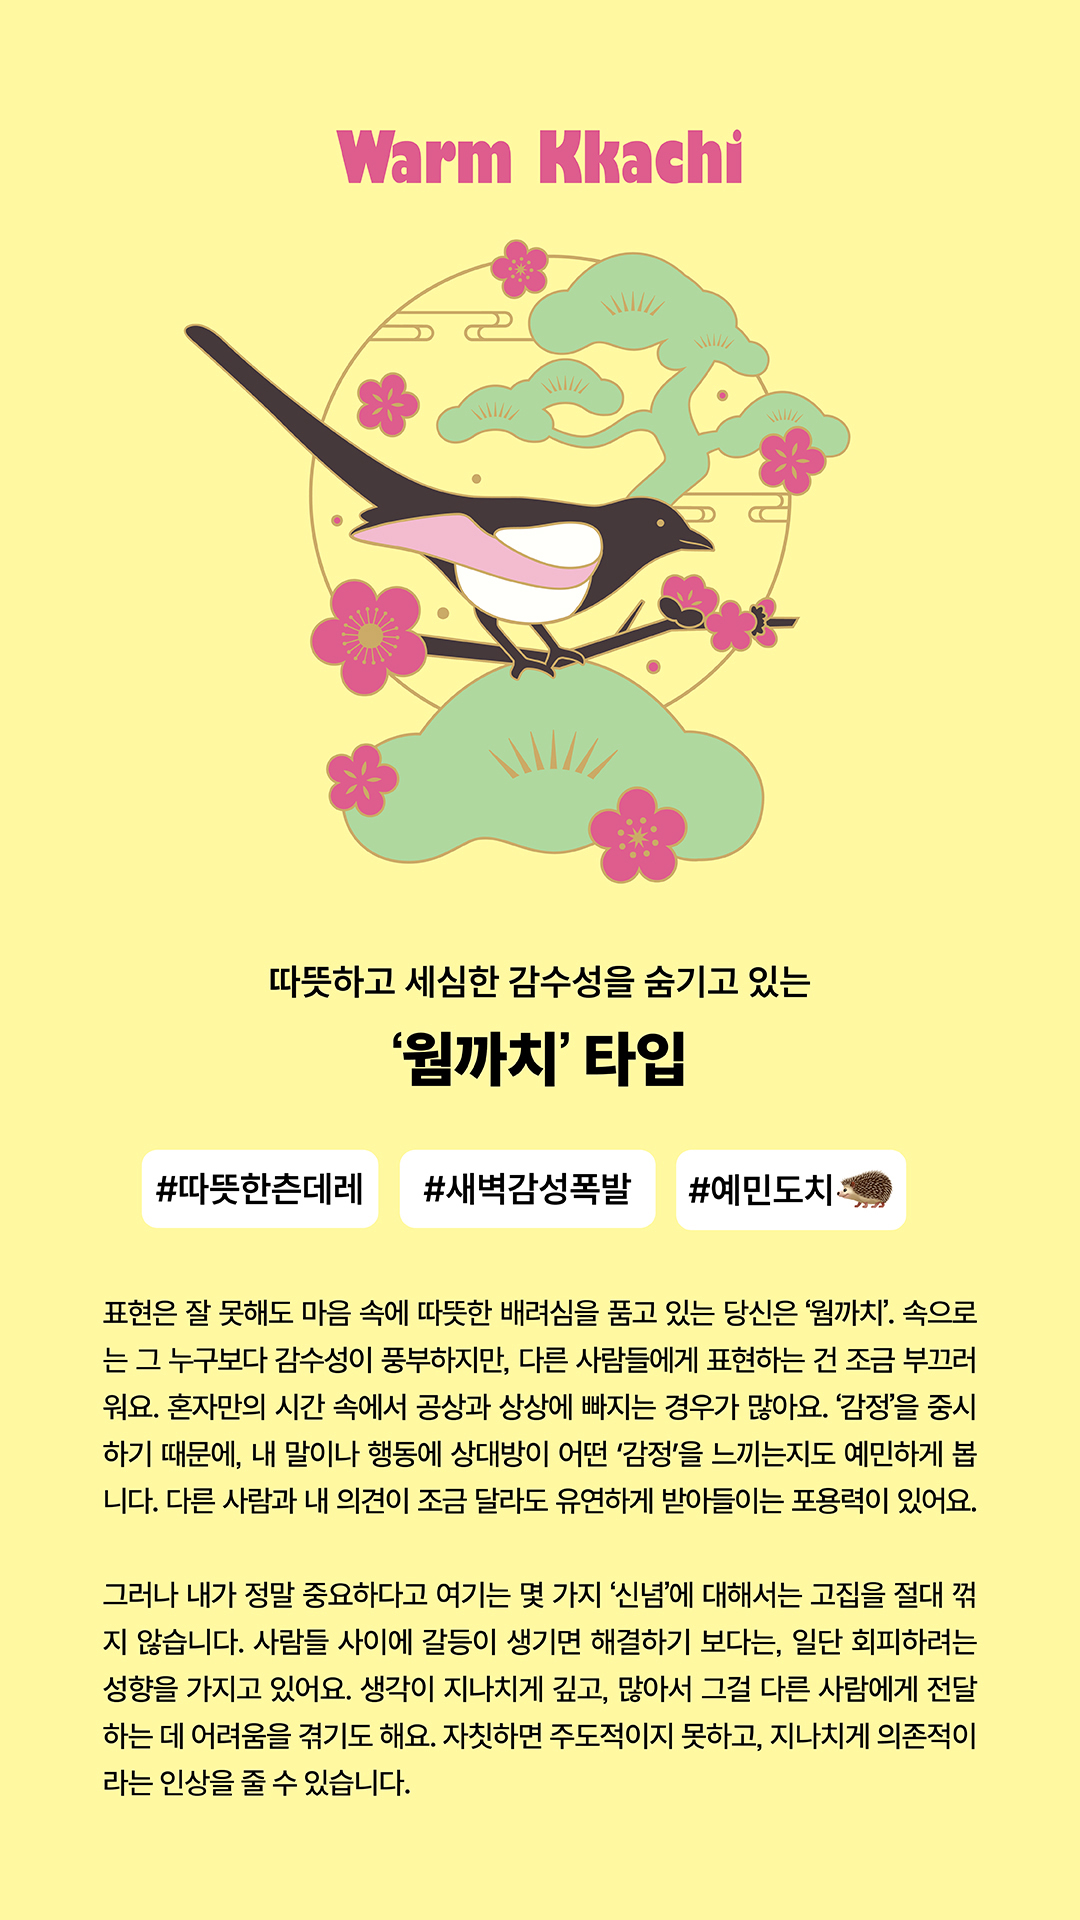 Warm Kkachi
따뜻하고 세심한 감수성을 숨기고 있는
‘웜까치’ 타입
#따뜻한츤데레 #새벽감성폭발 #예민도치🦔
표현은 잘 못해도 마음 속에 따뜻한 배려심을 품고 있는 당신은 ‘웜까치’. 속으로
는 그 누구보다 감수성이 풍부하지만, 다른 사람들에게 표현하는 건 조금 부끄러
워요. 혼자만의 시간 속에서 공상과 상상에 빠지는 경우가 많아요. ‘감정’을 중시
하기 때문에, 내 말이나 행동에 상대방이 어떤 ‘감정’을 느끼는지도 예민하게 봅
니다. 다른 사람과 내 의견이 조금 달라도 유연하게 받아들이는 포용력이 있어요.
그러나 내가 정말 중요하다고 여기는 몇 가지 ‘신념’에 대해서는 고집을 절대 꺾
지 않습니다. 사람들 사이에 갈등이 생기면 해결하기 보다는, 일단 회피하려는
성향을 가지고 있어요. 생각이 지나치게 깊고, 많아서 그걸 다른 사람에게 전달
하는 데 어려움을 겪기도 해요. 자칫하면 주도적이지 못하고, 지나치게 의존적이
라는 인상을 줄 수 있습니다.